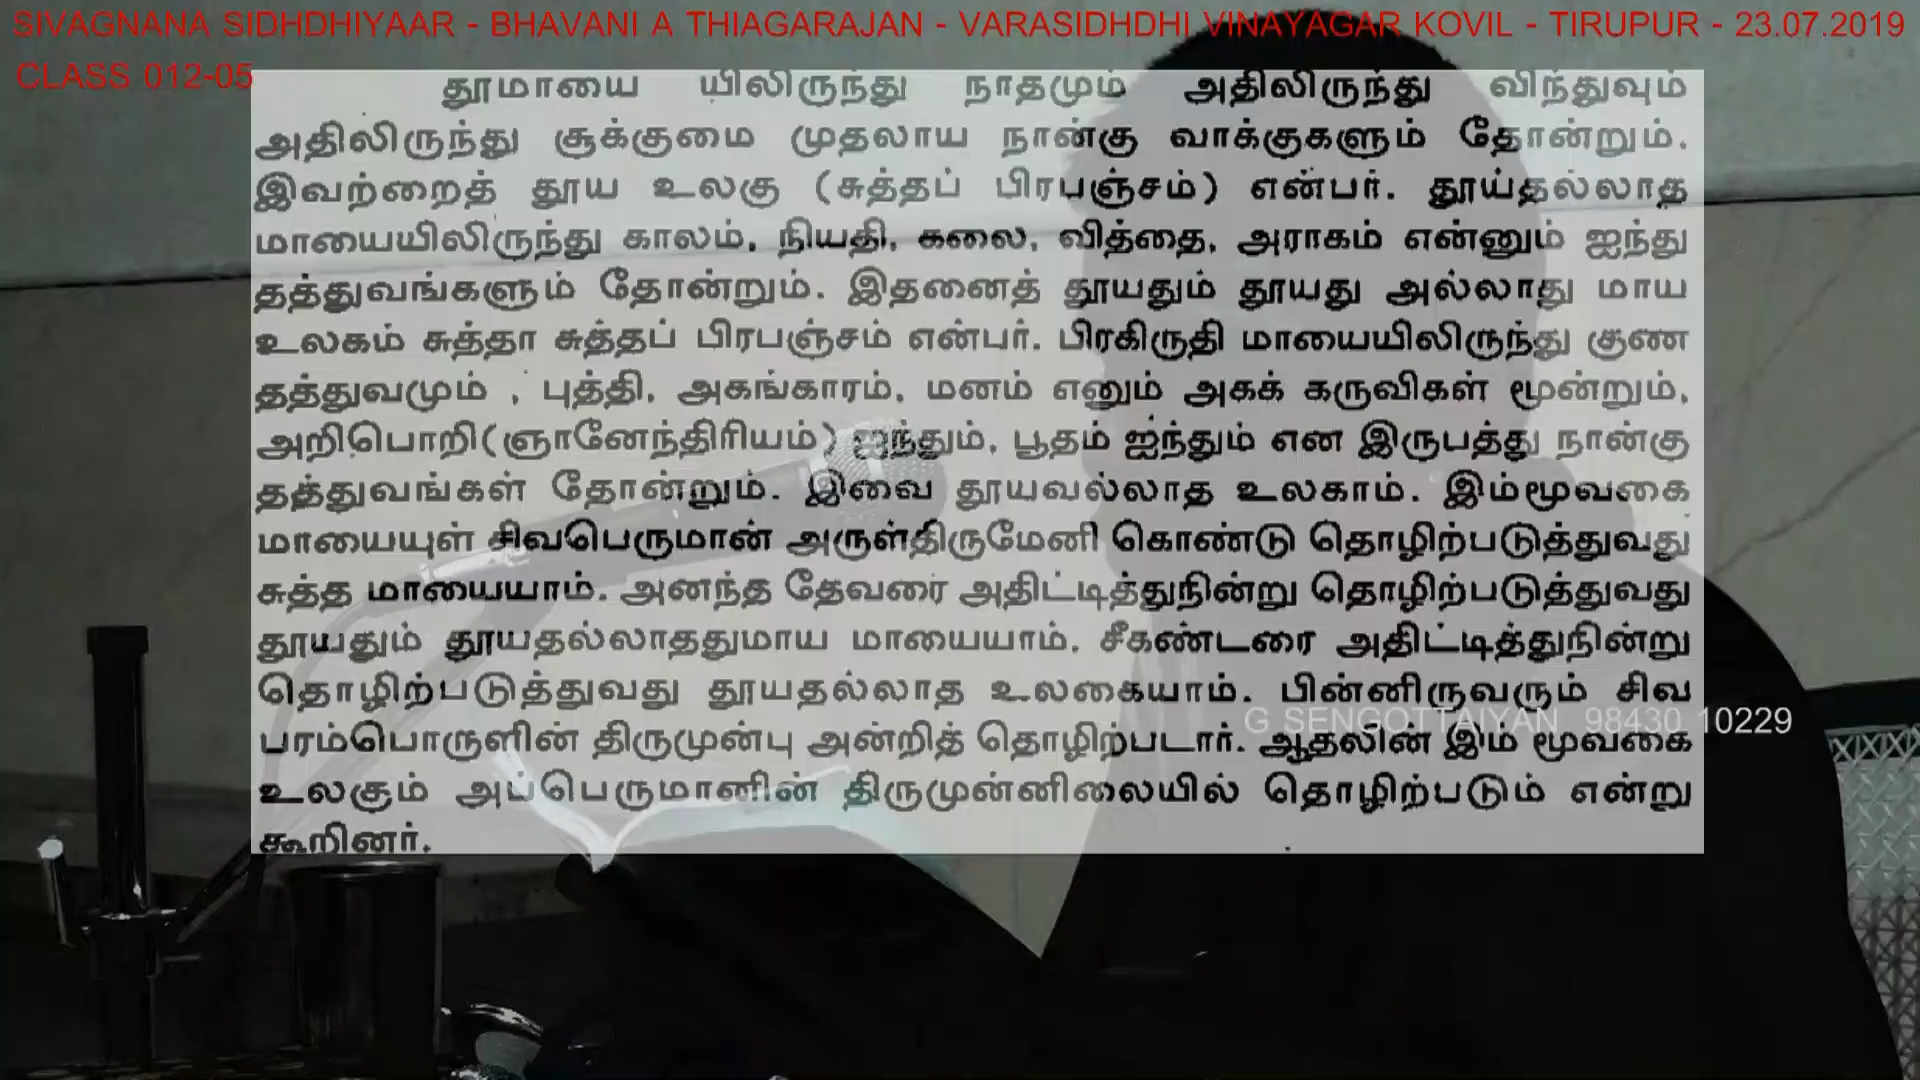 SIVAGNANA SIDHDHIYAAR - BHAVANI A THIAGARAJAN - VARASIDHDHI VINAYAGAR KOVIL - TIRUPUR - 23.07.2019
CLASS 012-05
தூமாயை யிலிருந்து நாதமும் அதிலிருந்து விந்துவும்
அதிலிருந்து சூக்குமை முதலாய நான்கு வாக்குகளும் தோன்றும்.
இவற்றைத் தூய உலகு (சுத்தப் பிரபஞ்சம்) என்பர். தூய்தல்லாத
மாயையிலிருந்து காலம், நியதி, கலை, வித்தை, அராகம் என்னும் ஐந்து
தத்துவங்களும் தோன்றும். இதனைத் தூயதும் தூயது அல்லாது மாய
உலகம் சுத்தா சுத்தப் பிரபஞ்சம் என்பர். பிரகிருதி மாயையிலிருந்து குண
தத்துவமும் , புத்தி, அகங்காரம், மனம் எனும் அகக் கருவிகள் மூன்றும்,
அறிபொறி(ஞானேந்திரியம்) ஐந்தும், பூதம் ஐந்தும் என இருபத்து நான்கு
தத்துவங்கள் தோன்றும். இவை தூயவல்லாத உலகாம். இம்மூவகை
மாயையுள் சிவபெருமான் அருள்திருமேனி கொண்டு தொழிற்படுத்துவது
சுத்த மாயையாம். அனந்த தேவரை அதிட்டித்துநின்று தொழிற்படுத்துவது
தூயதும் தூயதல்லாததுமாய மாயையாம். சீகண்டரை அதிட்டித்துநின்று
தொழிற்படுத்துவது தூயதல்லாத உலகையாம். பின்னிருவரும் சிவ
G SENGOTTAIYAN 98430 10229
பரம்பொருளின் திருமுன்பு அன்றித் தொழிற்படார். ஆதலின் இம் மூவகை
உலகும் அப்பெருமானின் திருமுன்னிலையில் தொழிற்படும் என்று
கூறினர்.